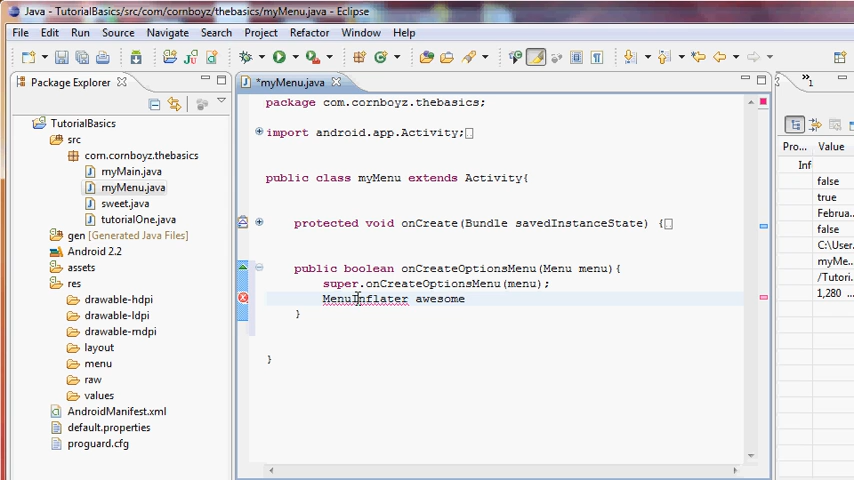 Java - TutorialBasics/src/com/cornboyz/thebasics/myMenu.java - Eclipse
File Edit Run Source Navigate Search Project Refactor Window Help
Package Explorer
*myMenu.java
1
TutorialBasics
src
com.cornboyz.thebasics
myMain.java
myMenu.java
sweet.java
tutorialOne.java
gen [Generated Java Files]
Android 2.2
assets
res
drawable-hdpi
drawable-ldpi
drawable-mdpi
layout
menu
raw
values
AndroidManifest.xml
default.properties
proguard.cfg
package com.cornboyz.thebasics;
import android.app.Activity;
public class myMenu extends Activity{
protected void onCreate(Bundle savedInstanceState) {
public boolean onCreateOptionsMenu(Menu menu){
super.onCreateOptionsMenu(menu);
MenuInflater awesome
}
}
Pro... Value
Inf
false
true
Februa...
false
C:\User...
myMe...
/Tutori...
1,280 ...